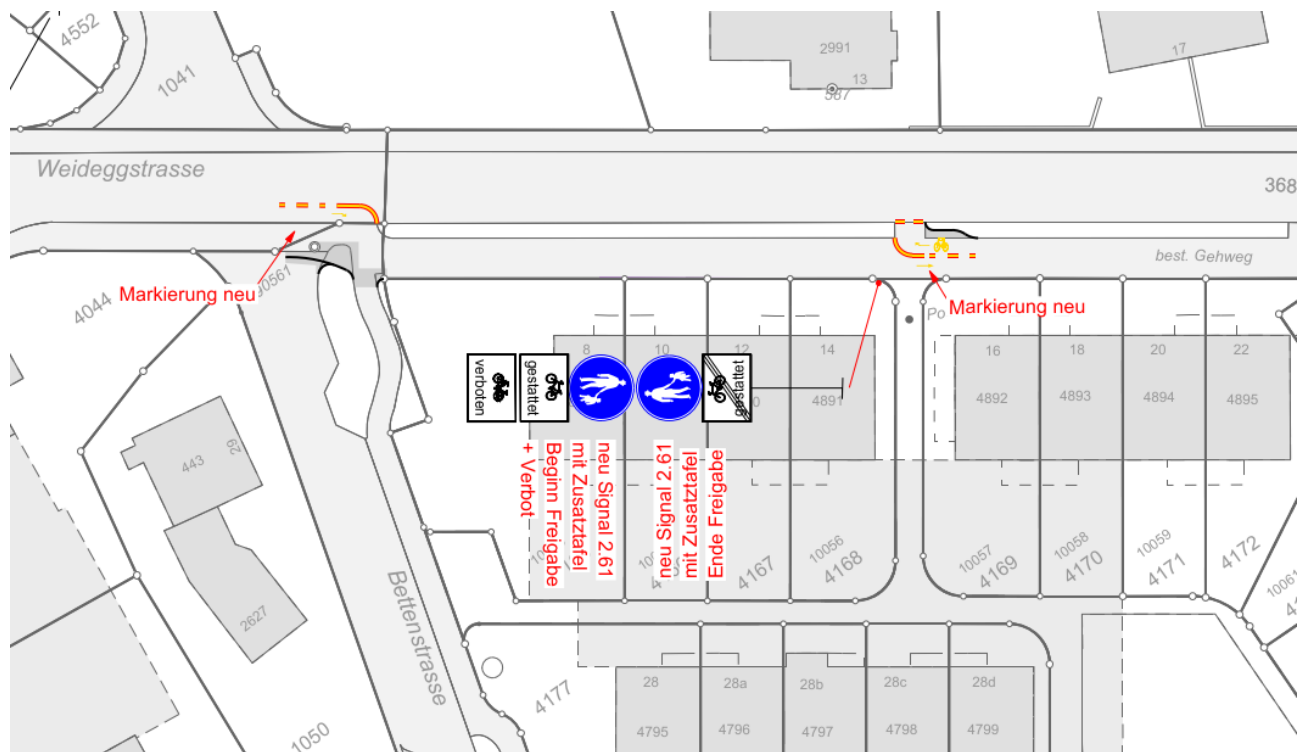 4552
1041
2991
13
587
17
Weideggstrasse
368
best. Gehweg
90561
Markierung neu
Markierung neu
4044
Po
8
10
12
14
16
18
20
22
4891
4892
4893
4894
4895
verboten
gestattet
gestattet
neu Signal 2.61
mit Zusatztafel
Beginn Freigabe
+ Verbot
neu Signal 2.61
mit Zusatztafel
Ende Freigabe
443
29
2627
Bettenstrasse
4167
10056
4168
10057
4169
10058
4170
10059
4171
4172
10061
4177
1050
28
28a
28b
28c
28d
4795
4796
4797
4798
4799